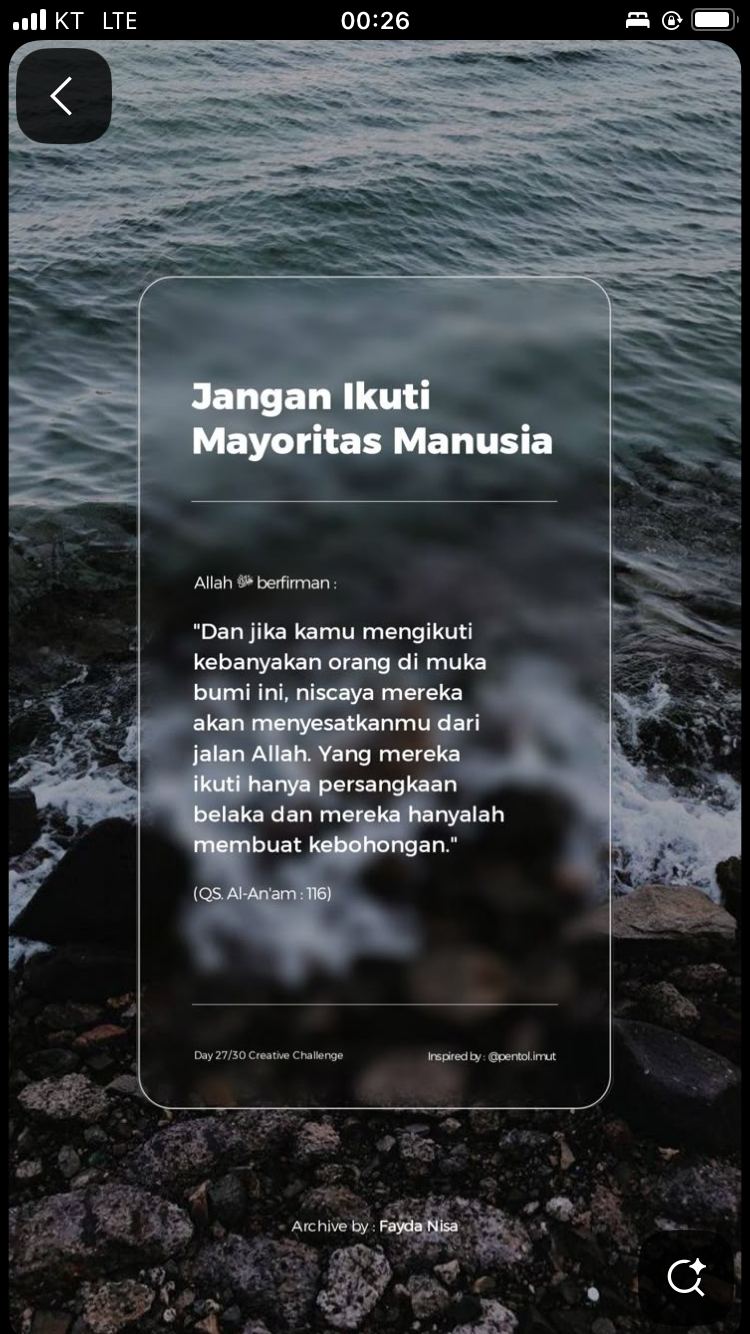 KT LTE 00:26
Jangan Ikuti
Mayoritas Manusia
Allah ﷻ berfirman :
"Dan jika kamu mengikuti
kebanyakan orang di muka
bumi ini, niscaya mereka
akan menyesatkanmu dari
jalan Allah. Yang mereka
ikuti hanya persangkaan
belaka dan mereka hanyalah
membuat kebohongan."
(QS. Al-An'am : 116)
Day 27/30 Creative Challenge
Inspired by : @pentol.imut
Archive by : Fayda Nisa